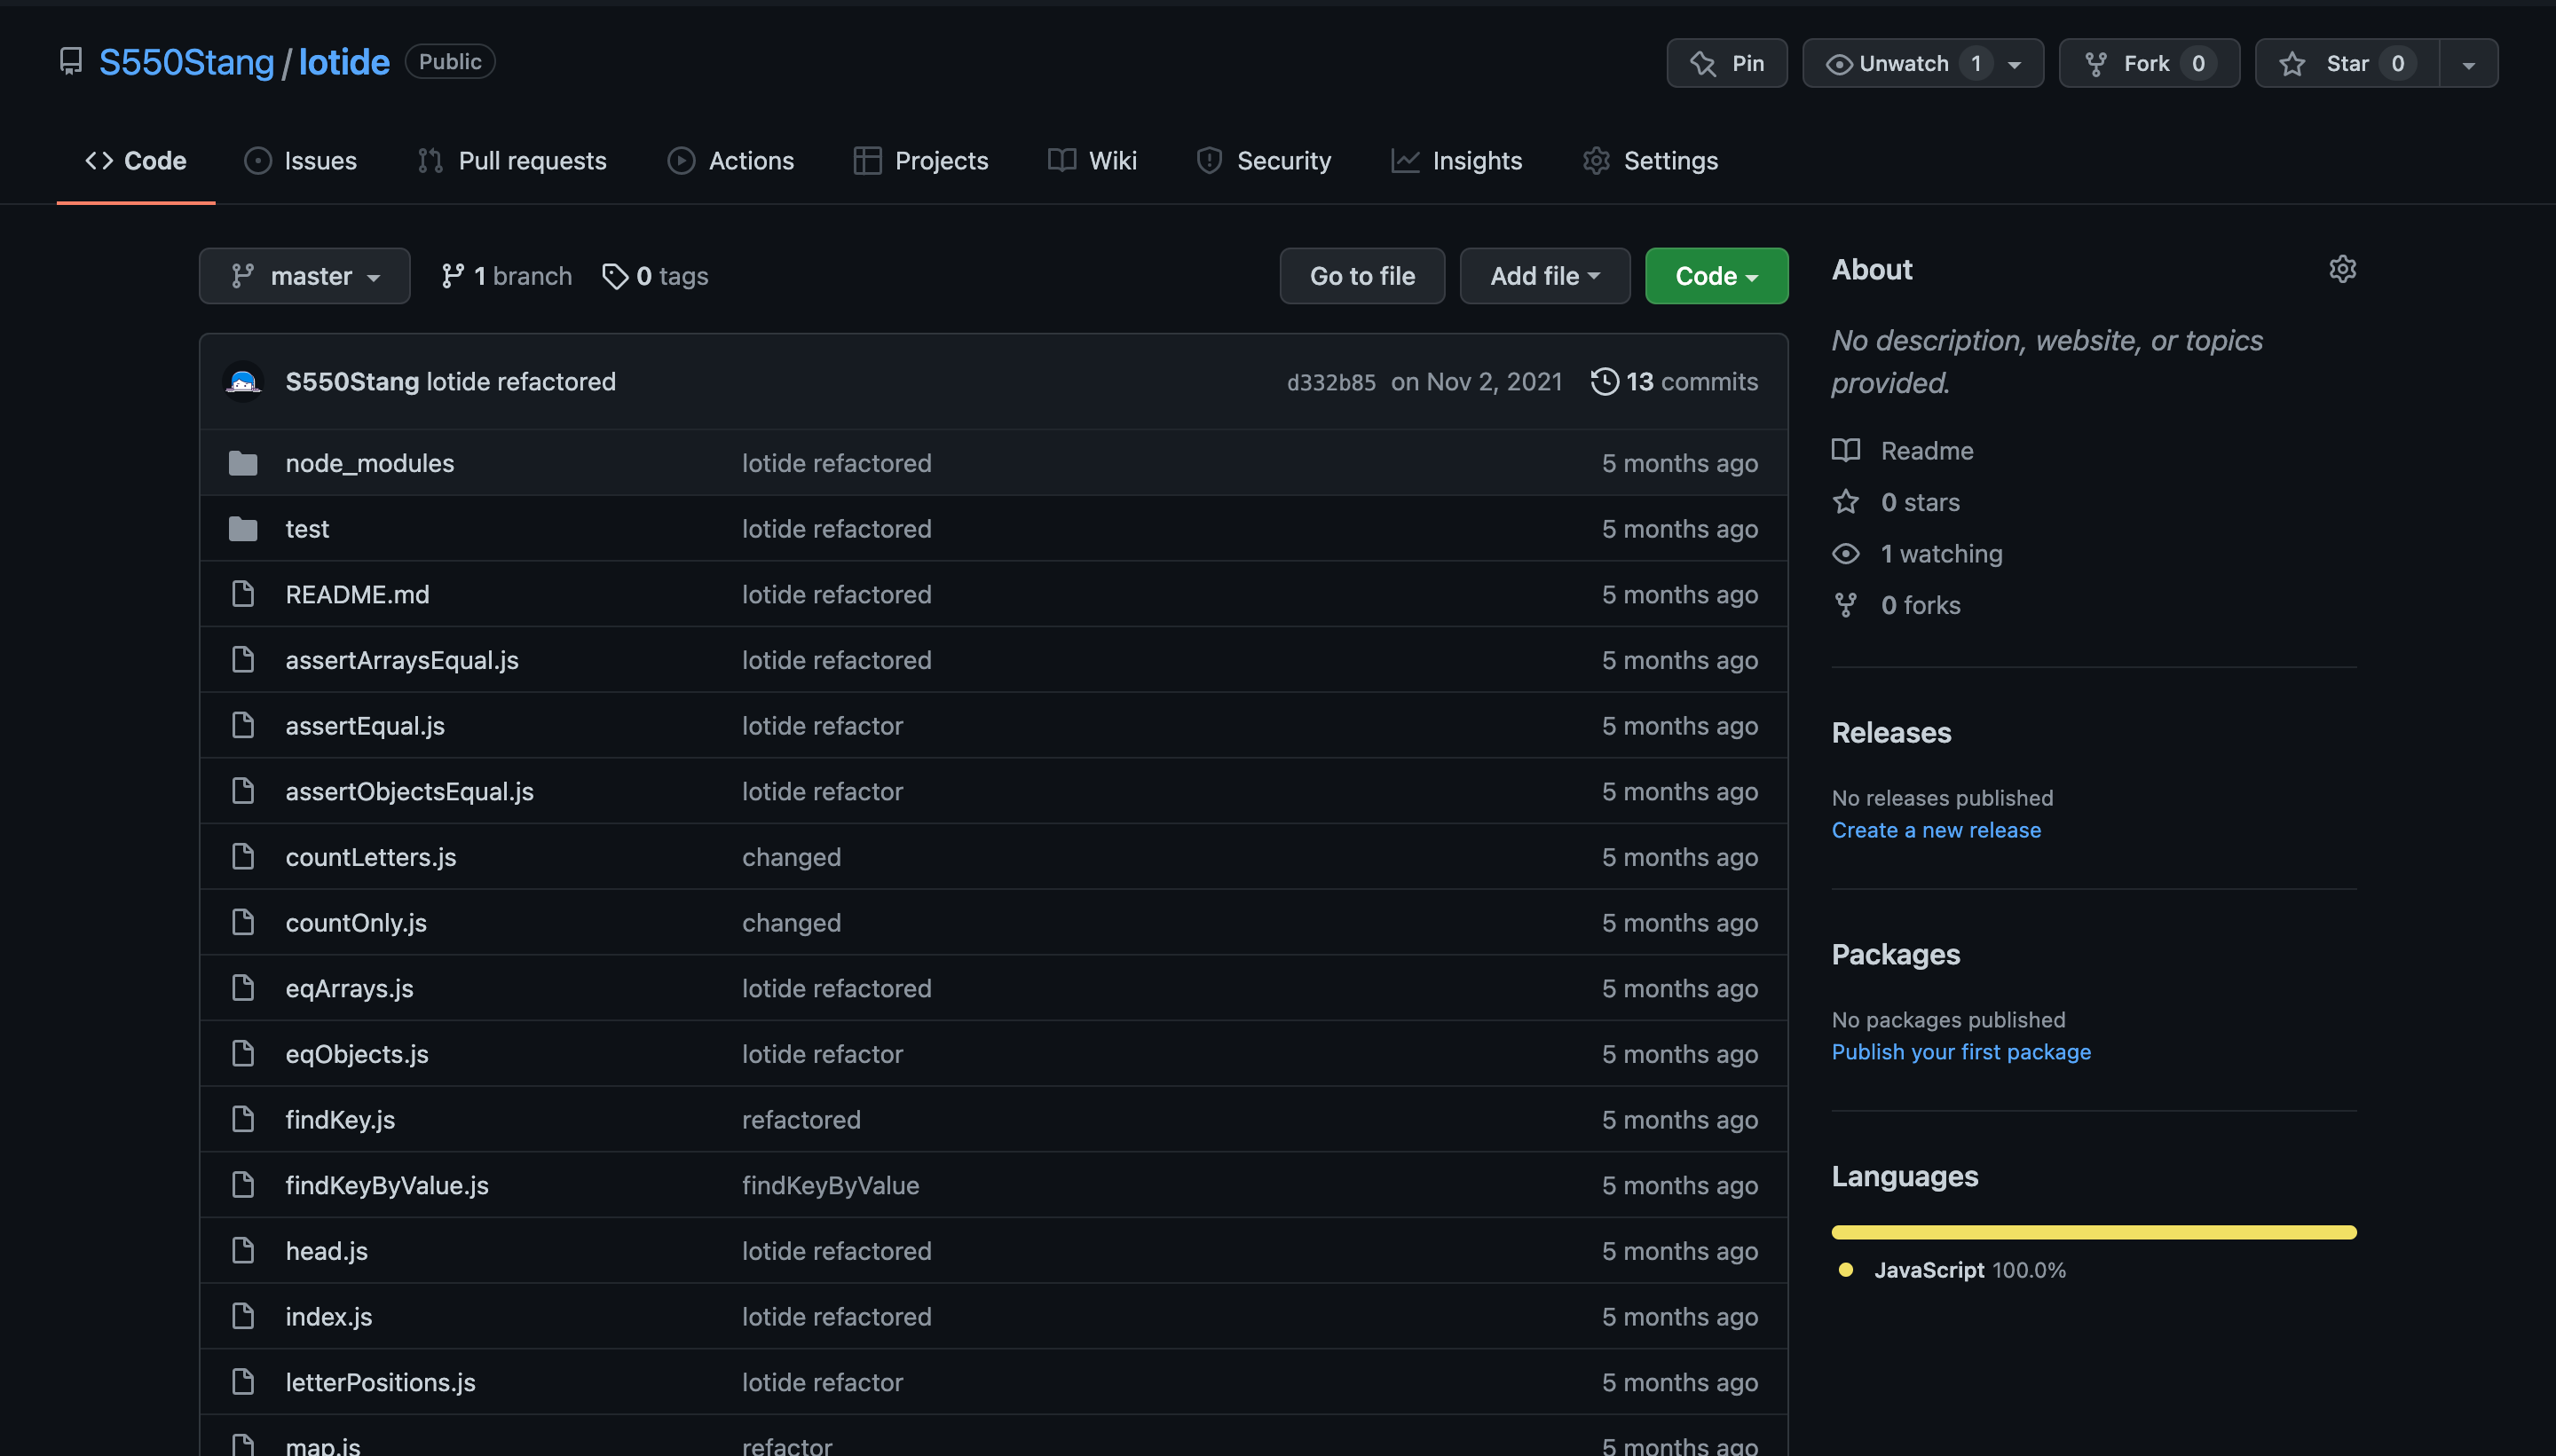 S550Stang / lotide Public
Pin
Unwatch 1
Fork 0
Star 0
Code
Issues
Pull requests
Actions
Projects
Wiki
Security
Insights
Settings
master
1 branch
0 tags
Go to file
Add file
Code
S550Stang lotide refactored
d332b85 on Nov 2, 2021
13 commits
node_modules lotide refactored 5 months ago
test lotide refactored 5 months ago
README.md lotide refactored 5 months ago
assertArraysEqual.js lotide refactored 5 months ago
assertEqual.js lotide refactor 5 months ago
assertObjectsEqual.js lotide refactor 5 months ago
countLetters.js changed 5 months ago
countOnly.js changed 5 months ago
eqArrays.js lotide refactored 5 months ago
eqObjects.js lotide refactor 5 months ago
findKey.js refactored 5 months ago
findKeyByValue.js findKeyByValue 5 months ago
head.js lotide refactored 5 months ago
index.js lotide refactored 5 months ago
letterPositions.js lotide refactor 5 months ago
map.js refactor 5 months ago
About
No description, website, or topics
provided.
Readme
0 stars
1 watching
0 forks
Releases
No releases published
Create a new release
Packages
No packages published
Publish your first package
Languages
JavaScript 100.0%